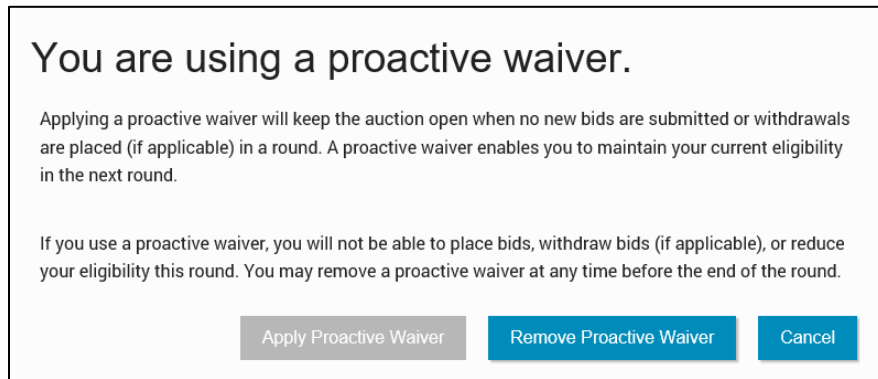 You are using a proactive waiver.
Applying a proactive waiver will keep the auction open when no new bids are submitted or withdrawals
are placed (if applicable) in a round. A proactive waiver enables you to maintain your current eligibility
in the next round.
If you use a proactive waiver, you will not be able to place bids, withdraw bids (if applicable), or reduce
your eligibility this round. You may remove a proactive waiver at any time before the end of the round.
Apply Proactive Waiver Remove Proactive Waiver Cancel